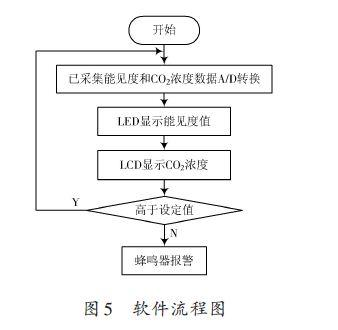 开始
已采集能见度和CO₂浓度数据A/D转换
LED显示能见度值
LCD显示CO₂浓度
Y
高于设定值
N
蜂鸣器报警
图5 软件流程图